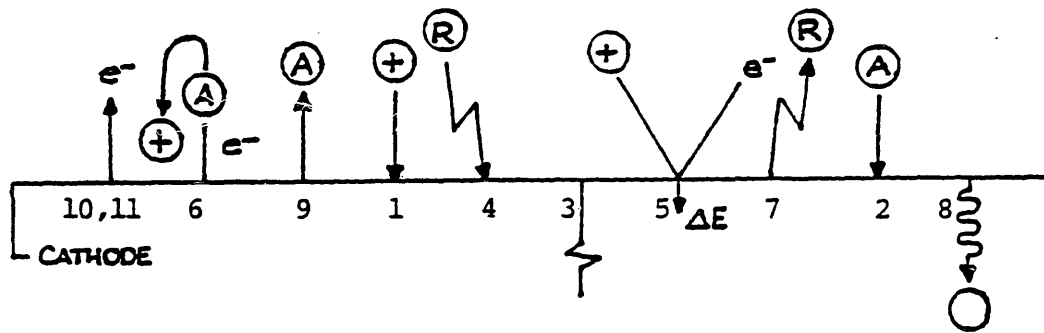 R
A + + e⁻ R A
e⁻ A
+ e⁻
10,11 6 9 1 4 3 5 ΔE 7 2 8
CATHODE